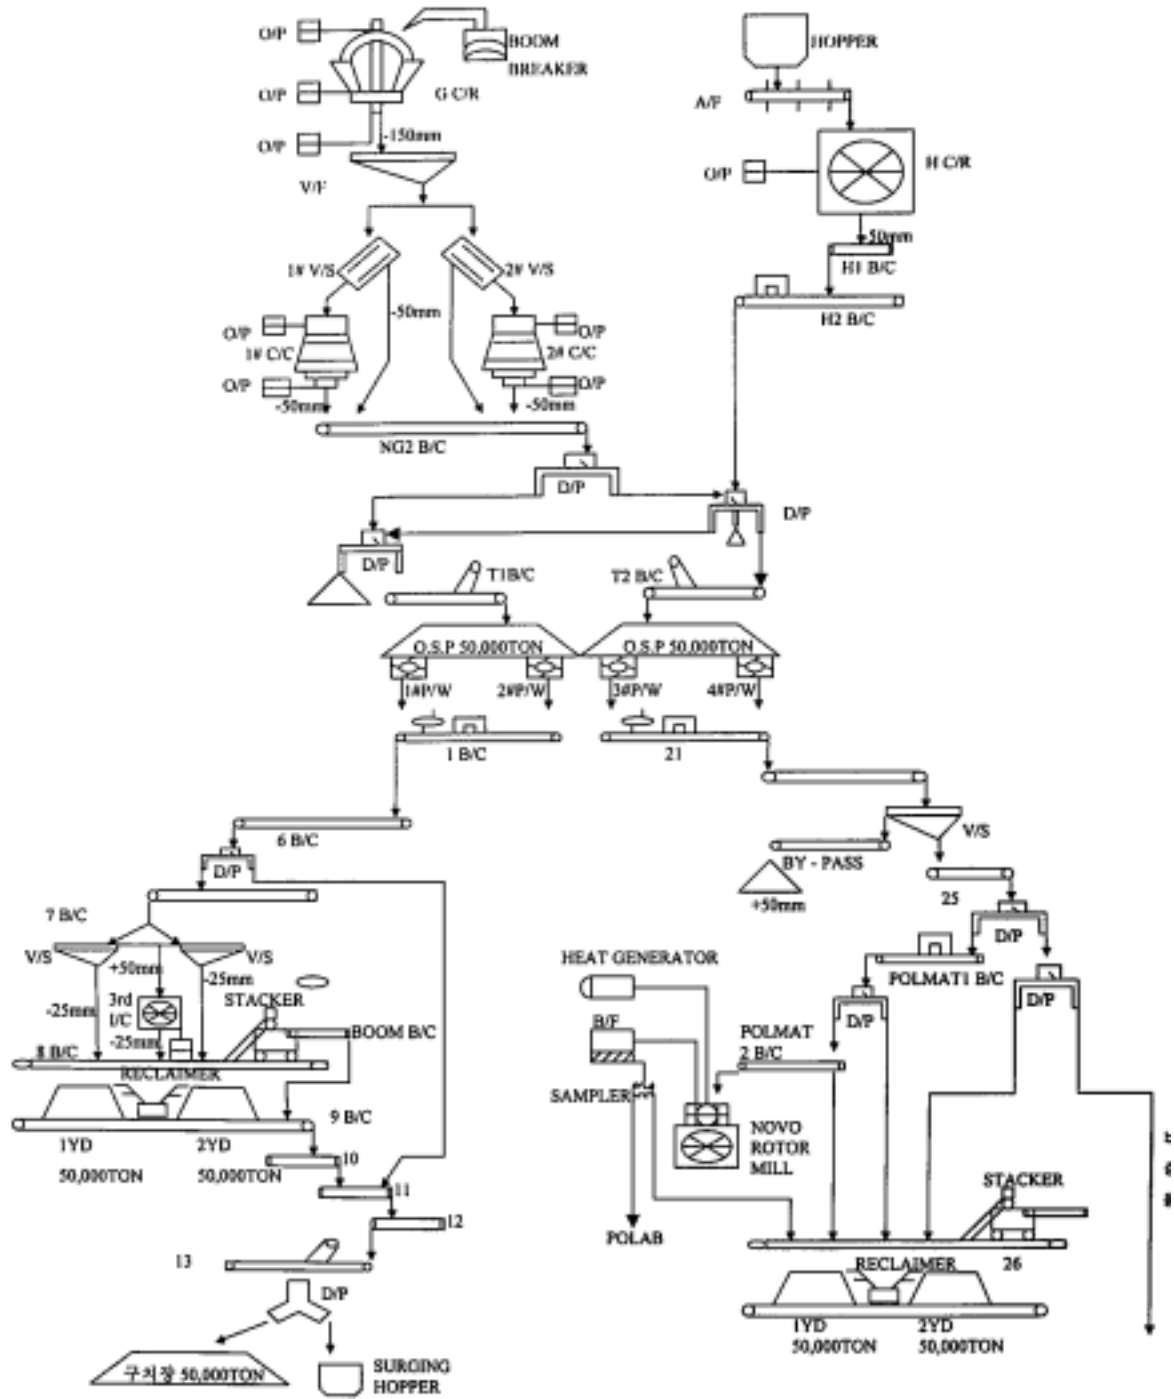 O/P
BOOM
BREAKER
HOPPER
O/P
G C/R
A/F
O/P
-150mm
V/F
O/P
H C/R
50mm
H1 B/C
1# V/S
2# V/S
-50mm
H2 B/C
O/P
1# C/C
O/P
2# C/C
O/P
-50mm
O/P
-50mm
NG2 B/C
D/P
D/P
D/P
T1B/C
T2 B/C
O.S.P 50,000TON
O.S.P 50,000TON
1#P/W
2#P/W
3#P/W
4#P/W
1 B/C
21
6 B/C
V/S
D/P
BY - PASS
+50mm
25
7 B/C
V/S
V/S
+50mm
-25mm
D/P
HEAT GENERATOR
POLMAT1 B/C
D/P
-25mm
3rd
I/C
STACKER
-25mm
BOOM B/C
B/F
D/P
POLMAT
2 B/C
8 B/C
RECLAIMER
SAMPLER
9 B/C
NOVO
ROTOR
MILL
1YD
50,000TON
2YD
50,000TON
10
11
12
STACKER
POLAB
13
RECLAIMER
26
D/P
1YD
50,000TON
2YD
50,000TON
구치장 50,000TON
SURGING
HOPPER